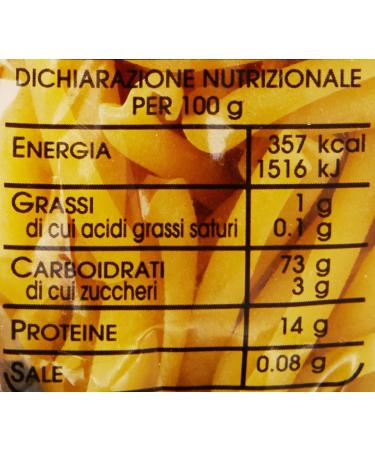 DICHIARAZIONE NUTRIZIONALE
PER 100 g
ENERGIA 357 kcal
1516 kJ
GRASSI 1 g
di cui acidi grassi saturi 0.1 g
CARBOIDRATI 73 g
di cui zuccheri 3 g
PROTEINE 14 g
SALE 0.08 g